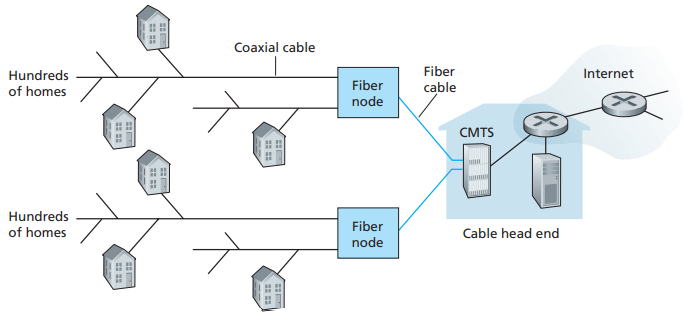 Coaxial cable
Hundreds
of homes
Fiber
node
Fiber
cable
Internet
CMTS
Hundreds
of homes
Fiber
node
Cable head end